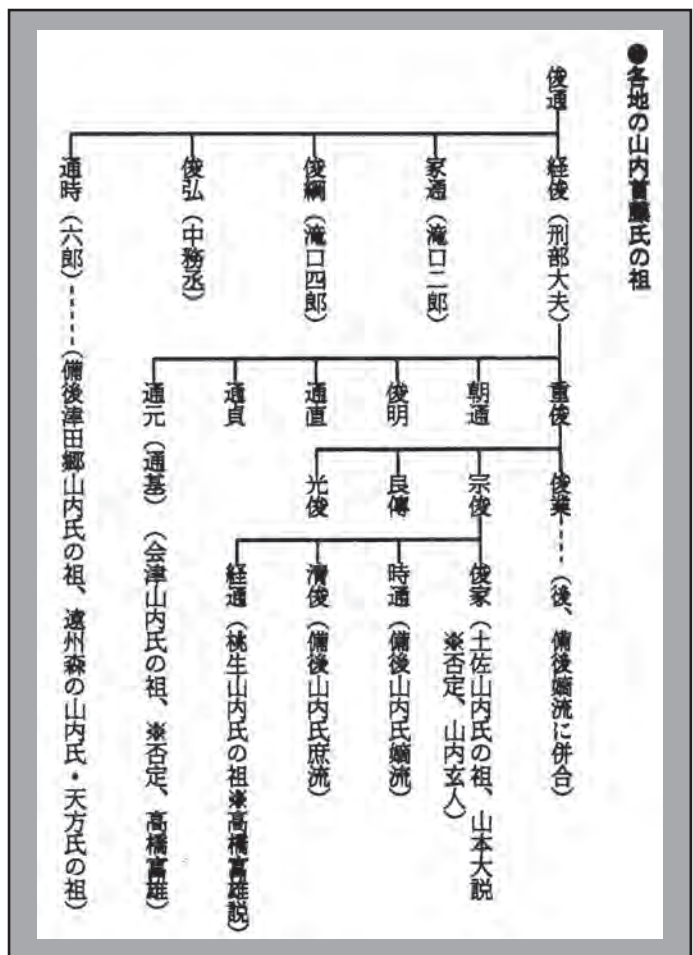 ●各地の山内首藤氏の祖
俊通
経俊（刑部大夫）
家通（滝口二郎）
俊綱（滝口四郎）
俊弘（中務丞）
通時（六郎）
（備後津田郷山内氏の祖、遠州森の山内氏・天方氏の祖）
重俊
朝通
俊明
通直
通貞
通元（通基）（会津山内氏の祖、※否定、高橋富雄）
俊業
（後、備後嫡流に併合）
宗俊
良傳
光俊
俊家（土佐山内氏の祖、山本大説
※否定、山内玄人）
時通（備後山内氏嫡流）
清俊（備後山内氏庶流）
経通（桃生山内氏の祖※高橋富雄説）